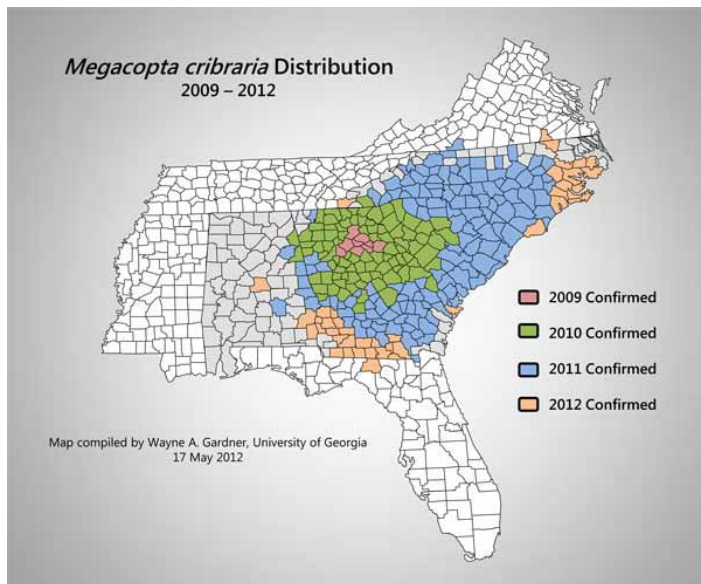 Megacopta cribraria Distribution
2009 – 2012
2009 Confirmed
2010 Confirmed
2011 Confirmed
2012 Confirmed
Map compiled by Wayne A. Gardner, University of Georgia
17 May 2012